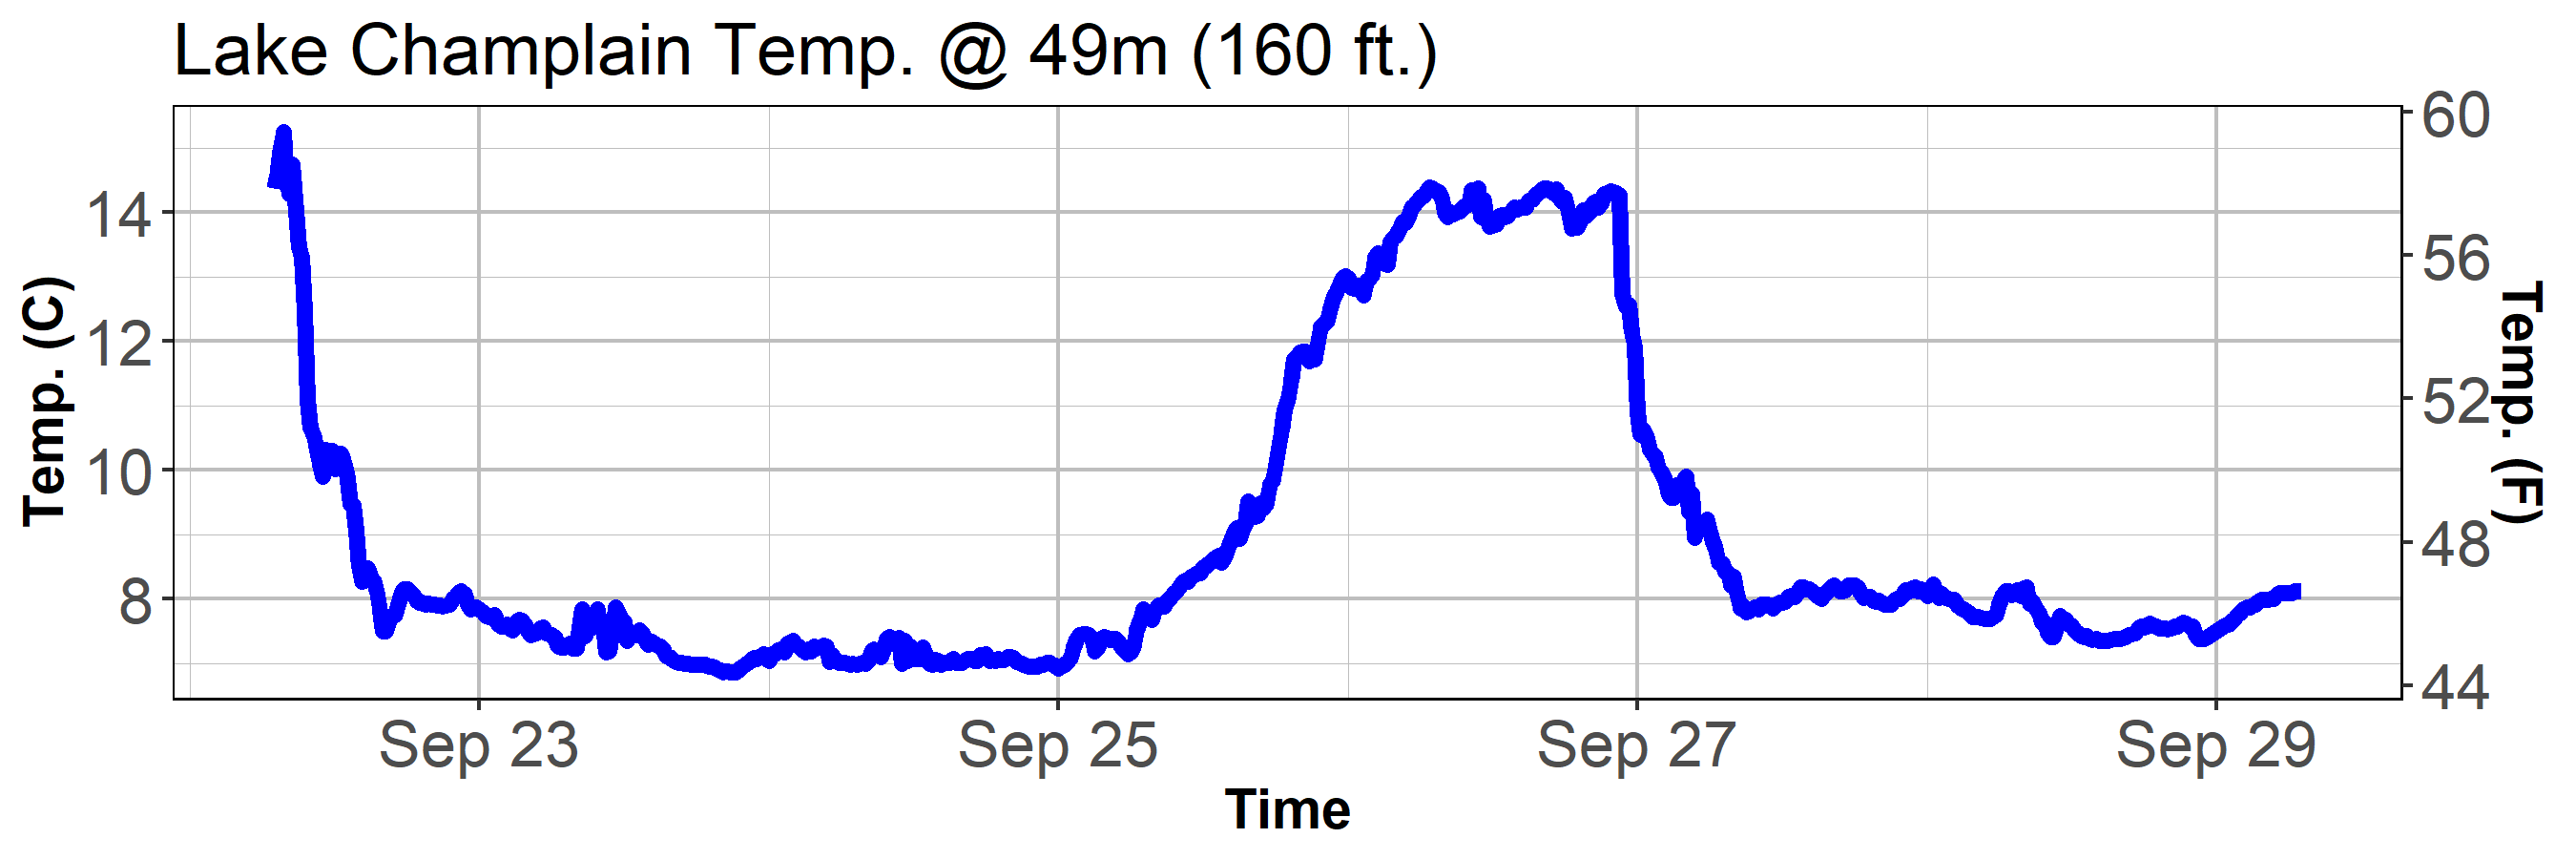 Lake Champlain Temp. @ 49m (160 ft.)
Temp. (C)
14
12
10
8
60
56
52
48
44
Temp. (F)
Sep 23
Sep 25
Sep 27
Sep 29
Time